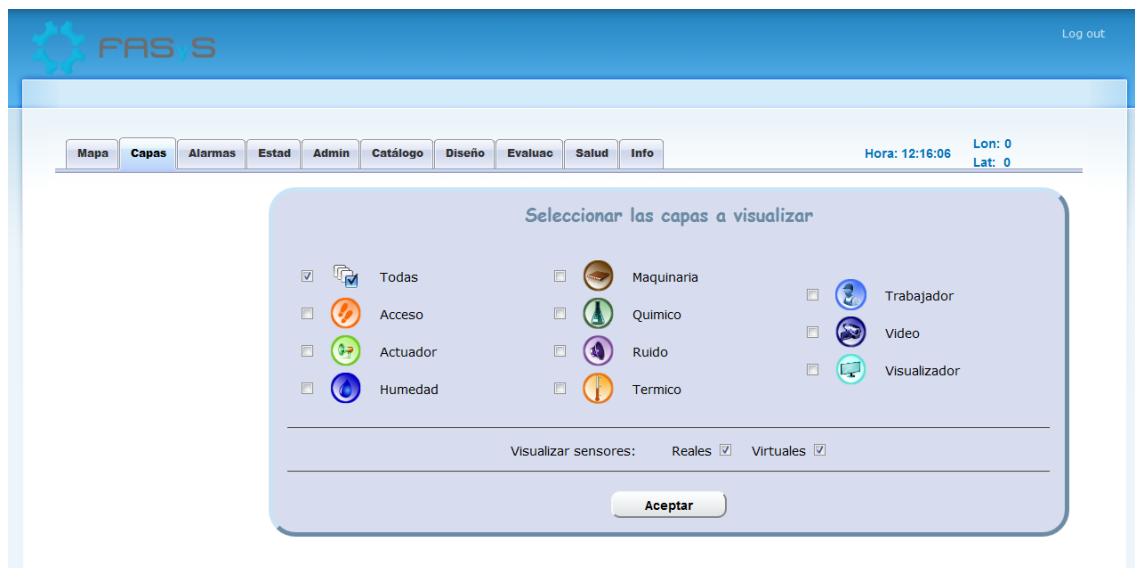 FASyS
Log out
Mapa Capas Alarmas Estad Admin Catálogo Diseño Evaluac Salud Info
Hora: 12:16:06
Lon: 0
Lat: 0
Seleccionar las capas a visualizar
Todas
Acceso
Actuador
Humedad
Maquinaria
Quimico
Ruido
Termico
Trabajador
Video
Visualizador
Visualizar sensores: Reales Virtuales
Aceptar